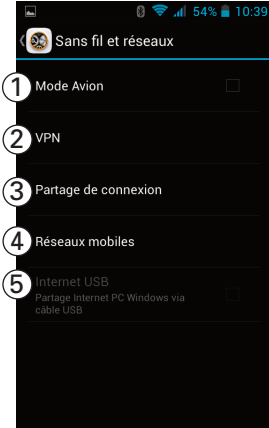 54% 10:39
Sans fil et réseaux
1 Mode Avion
2 VPN
3 Partage de connexion
4 Réseaux mobiles
5 Internet USB
Partage Internet PC Windows via
câble USB